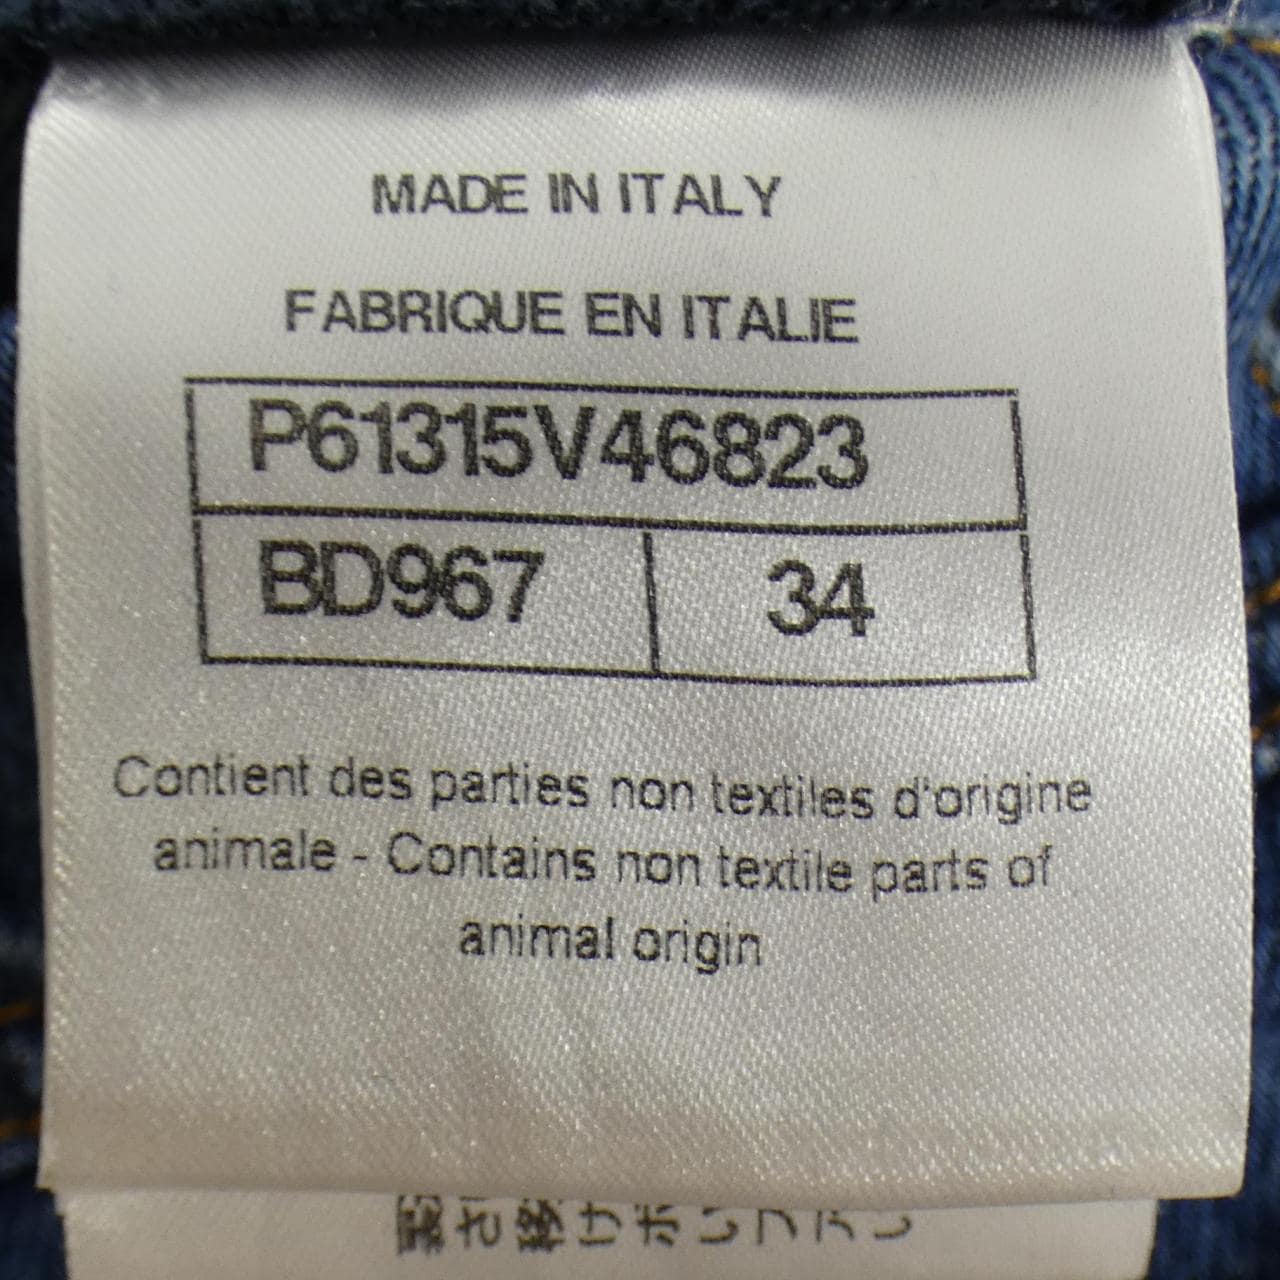 MADE IN ITALY
FABRIQUE EN ITALIE
P61315V46823
BD967 34
Contient des parties non textiles d'origine
animale - Contains non textile parts of
animal origin